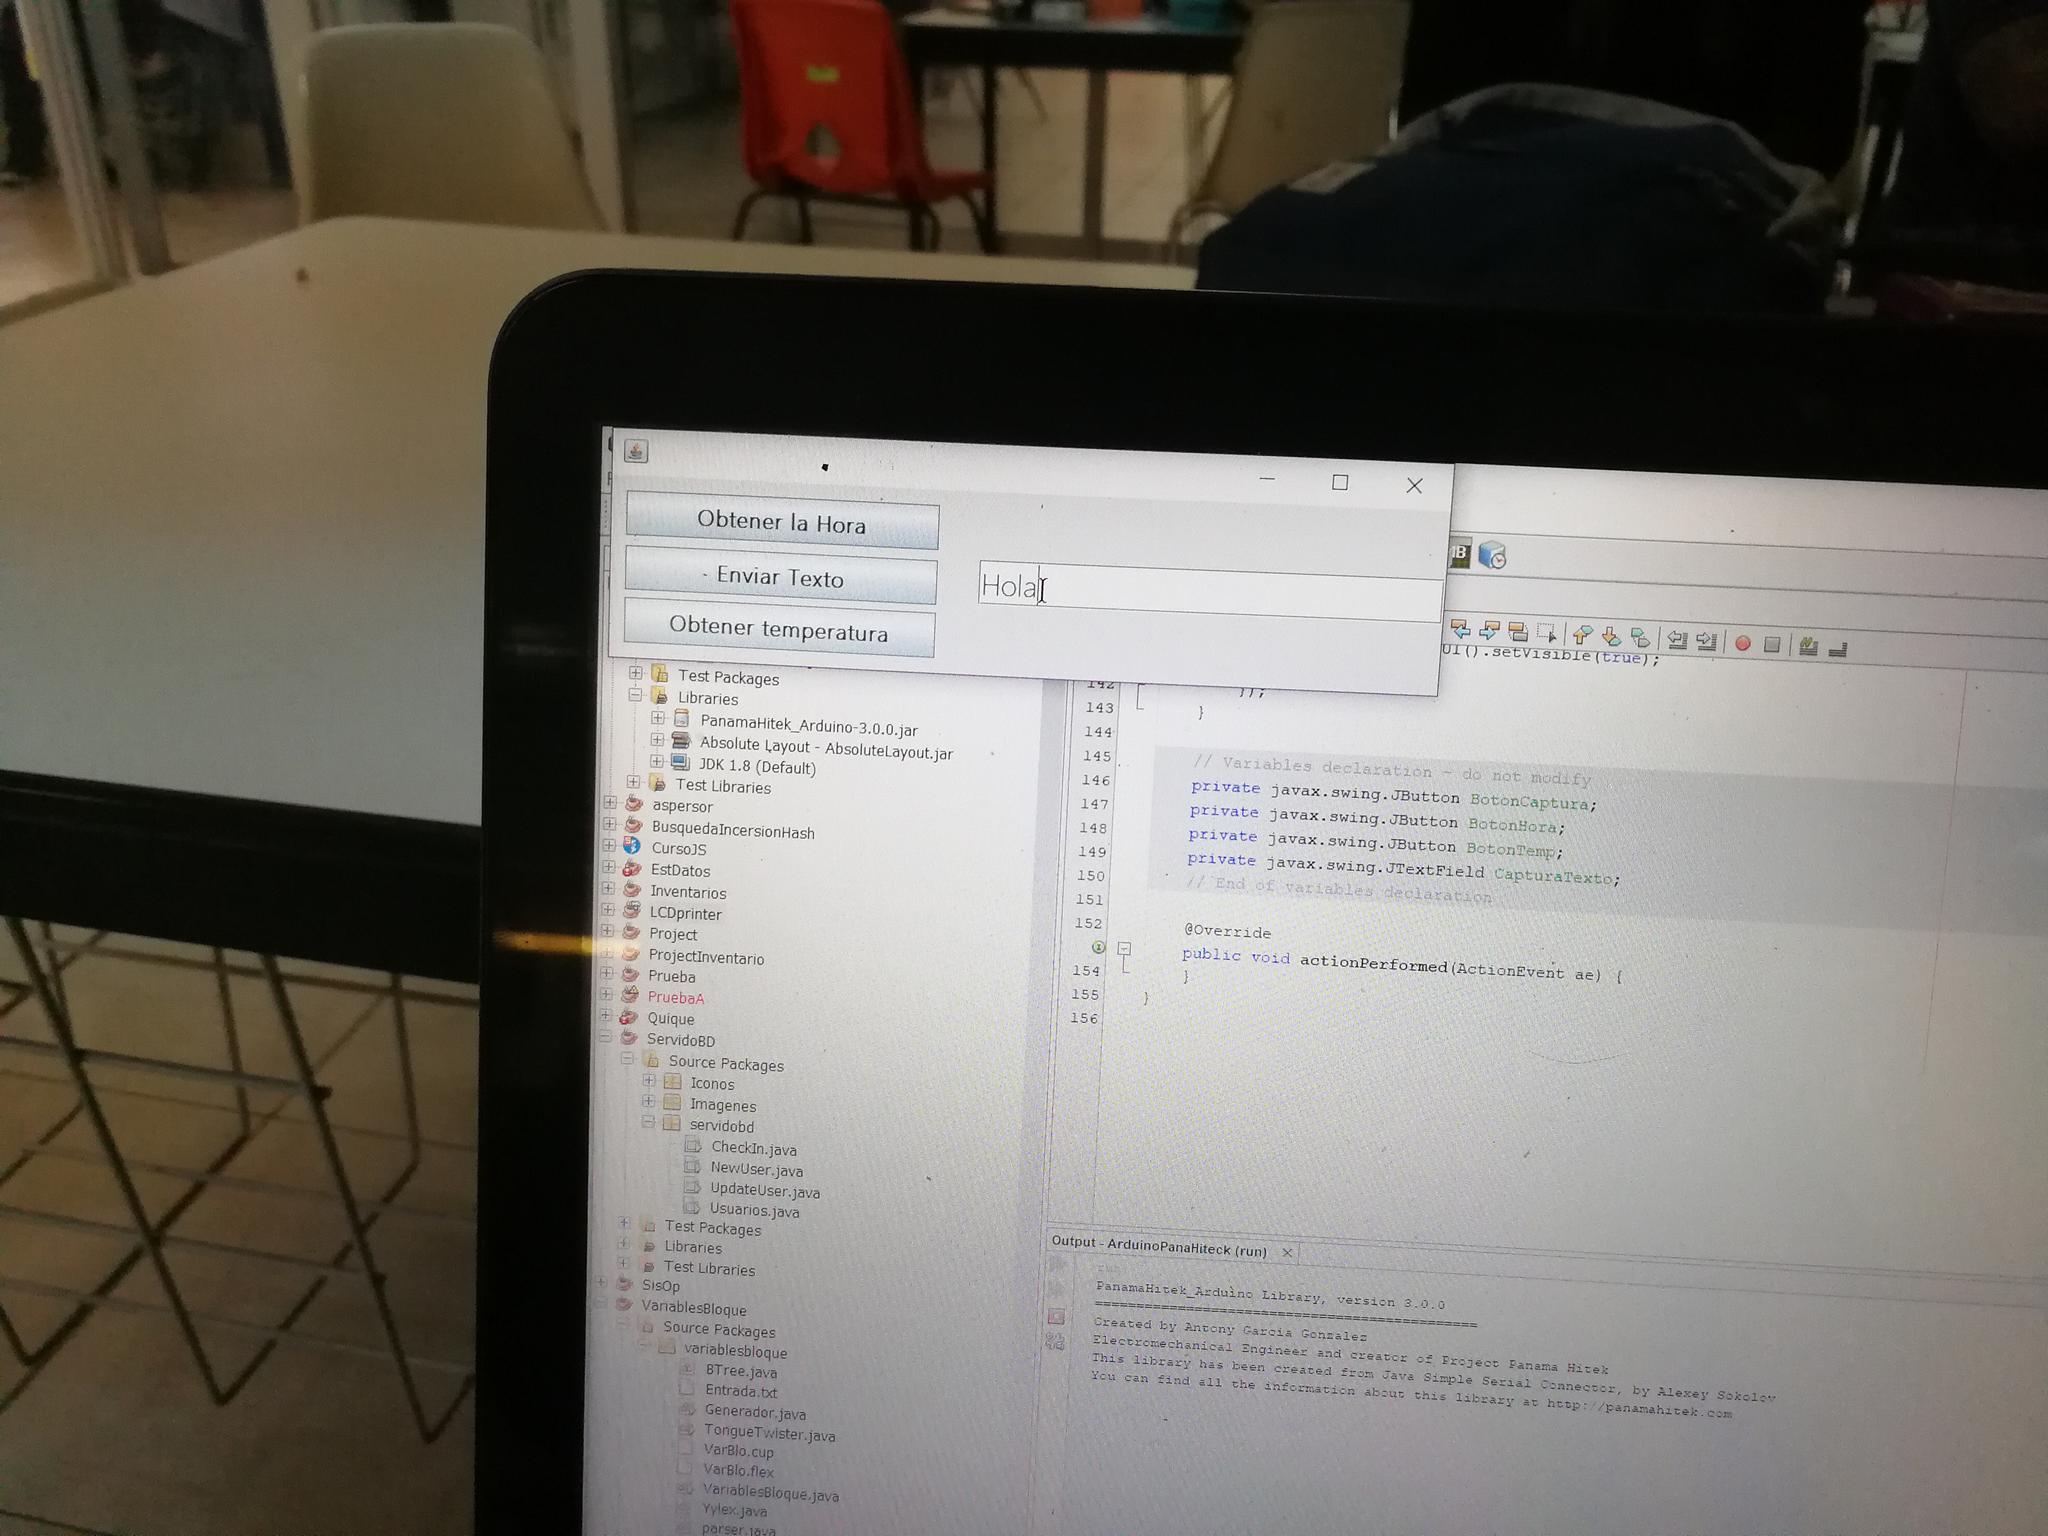 Obtener la Hora
Enviar Texto
Hola
Obtener temperatura
Test Packages
Libraries
PanamaHitek_Arduino-3.0.0.jar
Absolute Layout - AbsoluteLayout.jar
JDK 1.8 (Default)
Test Libraries
aspersor
BusquedaIncersionHash
CursoJS
EstDatos
Inventarios
LCDprinter
Project
ProjectInventario
Prueba
PruebaA
Quique
ServidoBD
Source Packages
Iconos
Imagenes
servidobd
CheckIn.java
NewUser.java
UpdateUser.java
Usuarios.java
Test Packages
Libraries
Test Libraries
SisOp
VariablesBloque
Source Packages
variablesbloque
BTree.java
Entrada.txt
Generador.java
TongueTwister.java
VarBlo.cup
VarBlo.flex
VariablesBloque.java
Yylex.java
parser.java
UI().setVisible(true);
142 });
143 }
144
145
146 // Variables declaration - do not modify
147 private javax.swing.JButton BotonCaptura;
148 private javax.swing.JButton BotonHora;
149 private javax.swing.JButton BotonTemp;
150 private javax.swing.JTextField CapturaTexto;
151 // End of variables declaration
152
@Override
public void actionPerformed(ActionEvent ae) {
154 }
155 }
156
Output - ArduinoPanaHiteck (run)
run:
PanamaHitek_Arduino Library, version 3.0.0
==============================================
Created by Antony Garcia Gonzalez
Electromechanical Engineer and creator of Project Panama Hitek
This library has been created from Java Simple Serial Connector, by Alexey Sokolov
You can find all the information about this library at http://panamahitek.com